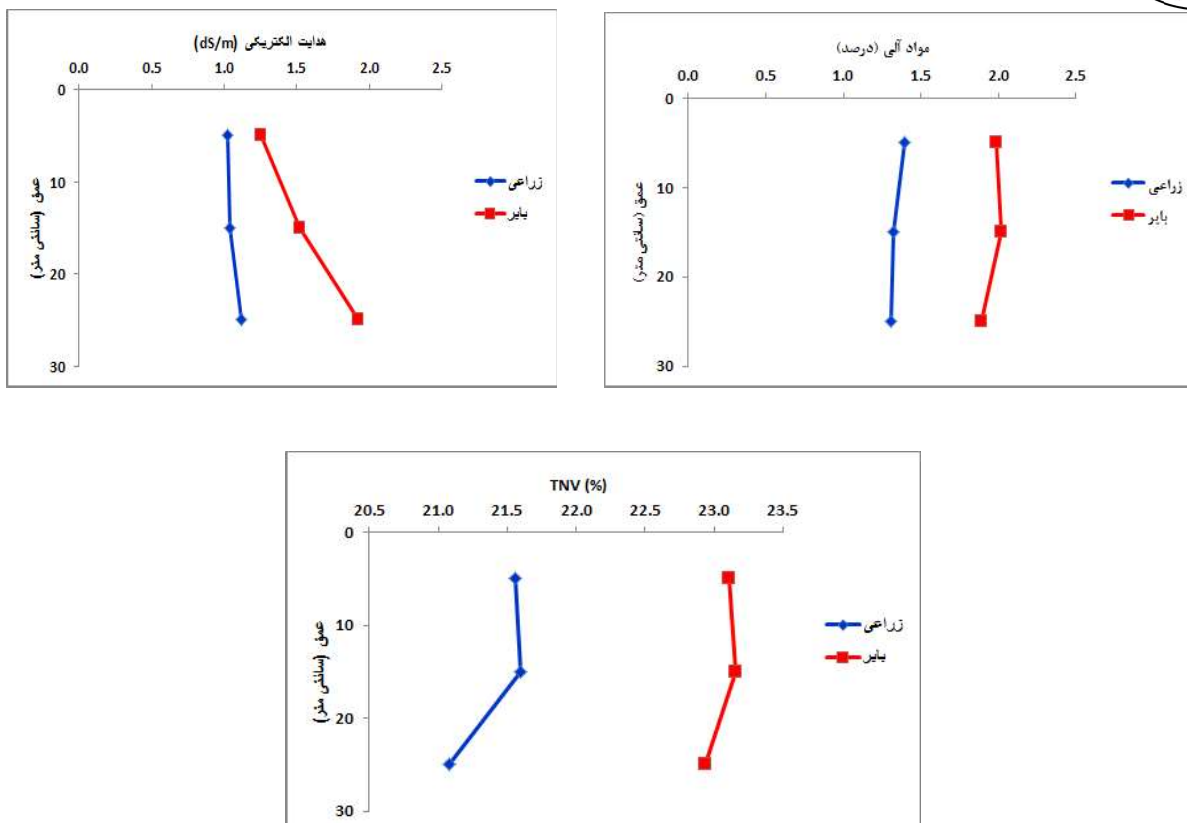 هدایت الکتریکی (dS/m)
0.0 0.5 1.0 1.5 2.0 2.5
0
10
20
30
عمق (سانتی متر)
زراعی
بایر
مواد آلی (درصد)
0.0 0.5 1.0 1.5 2.0 2.5
0
10
20
30
عمق (سانتی متر)
زراعی
بایر
TNV (%)
20.5 21.0 21.5 22.0 22.5 23.0 23.5
0
10
20
30
عمق (سانتی متر)
زراعی
بایر